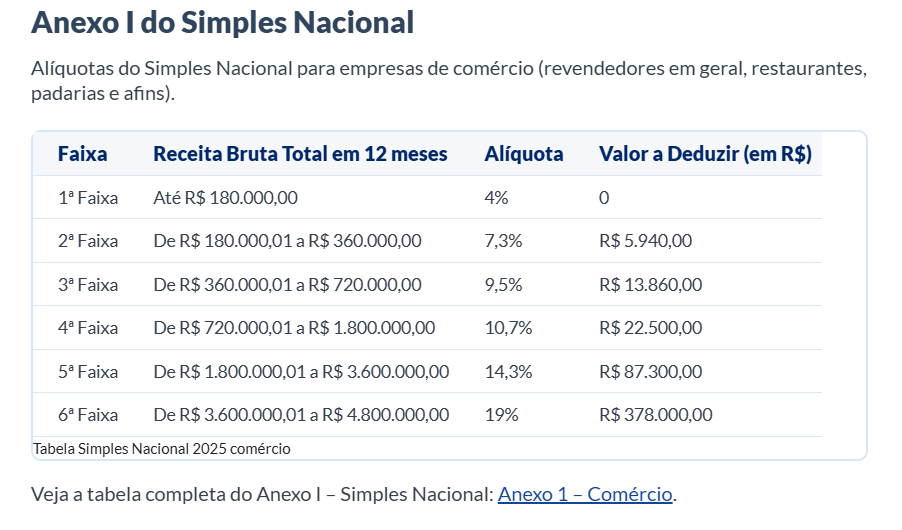 Anexo I do Simples Nacional
Alíquotas do Simples Nacional para empresas de comércio (revendedores em geral, restaurantes,
padarias e afins).
Faixa Receita Bruta Total em 12 meses Alíquota Valor a Deduzir (em R$)
1ª Faixa Até R$ 180.000,00 4% 0
2ª Faixa De R$ 180.000,01 a R$ 360.000,00 7,3% R$ 5.940,00
3ª Faixa De R$ 360.000,01 a R$ 720.000,00 9,5% R$ 13.860,00
4ª Faixa De R$ 720.000,01 a R$ 1.800.000,00 10,7% R$ 22.500,00
5ª Faixa De R$ 1.800.000,01 a R$ 3.600.000,00 14,3% R$ 87.300,00
6ª Faixa De R$ 3.600.000,01 a R$ 4.800.000,00 19% R$ 378.000,00
Tabela Simples Nacional 2025 comércio
Veja a tabela completa do Anexo I – Simples Nacional: Anexo 1 – Comércio.